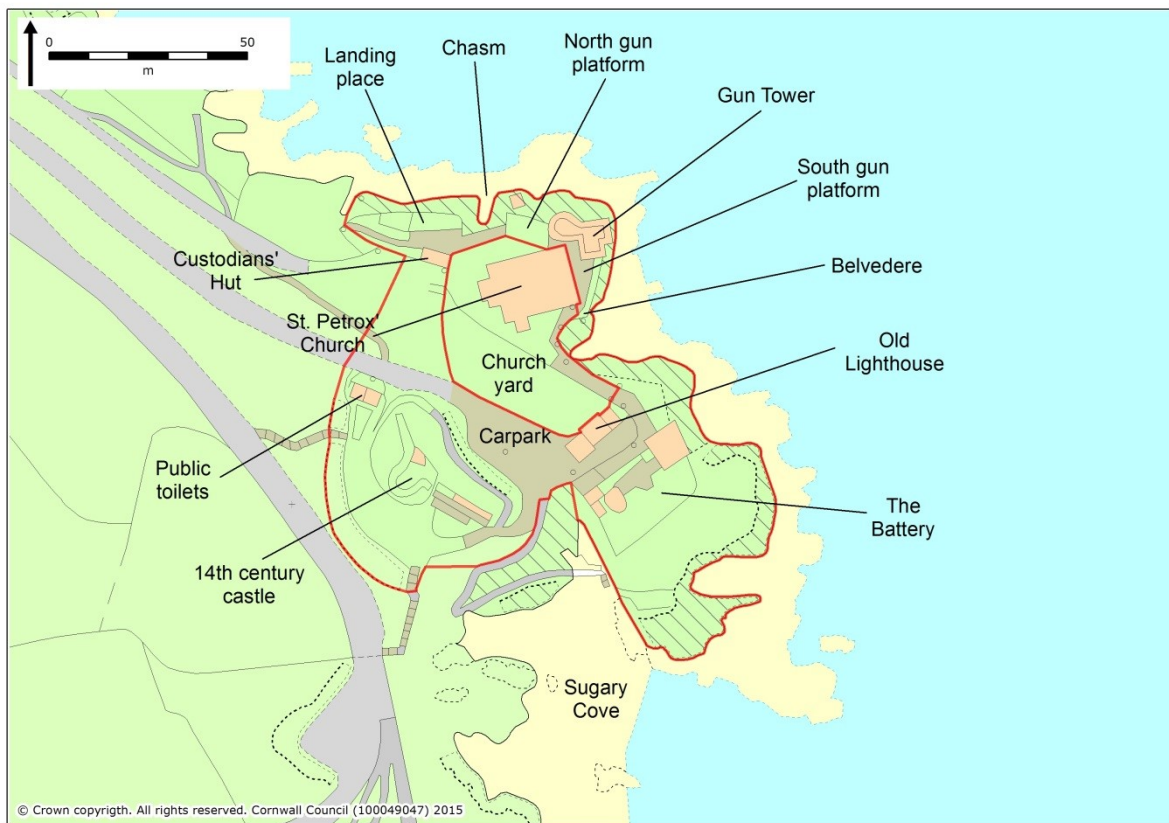 0
50
m
Landing
place
Chasm
North gun
platform
Gun Tower
South gun
platform
Custodians'
Hut
Belvedere
St. Petrox'
Church
Old
Lighthouse
Church
yard
Carpark
Public
toilets
The
Battery
14th century
castle
Sugary
Cove
© Crown copyrigth. All rights reserved. Cornwall Council (100049047) 2015